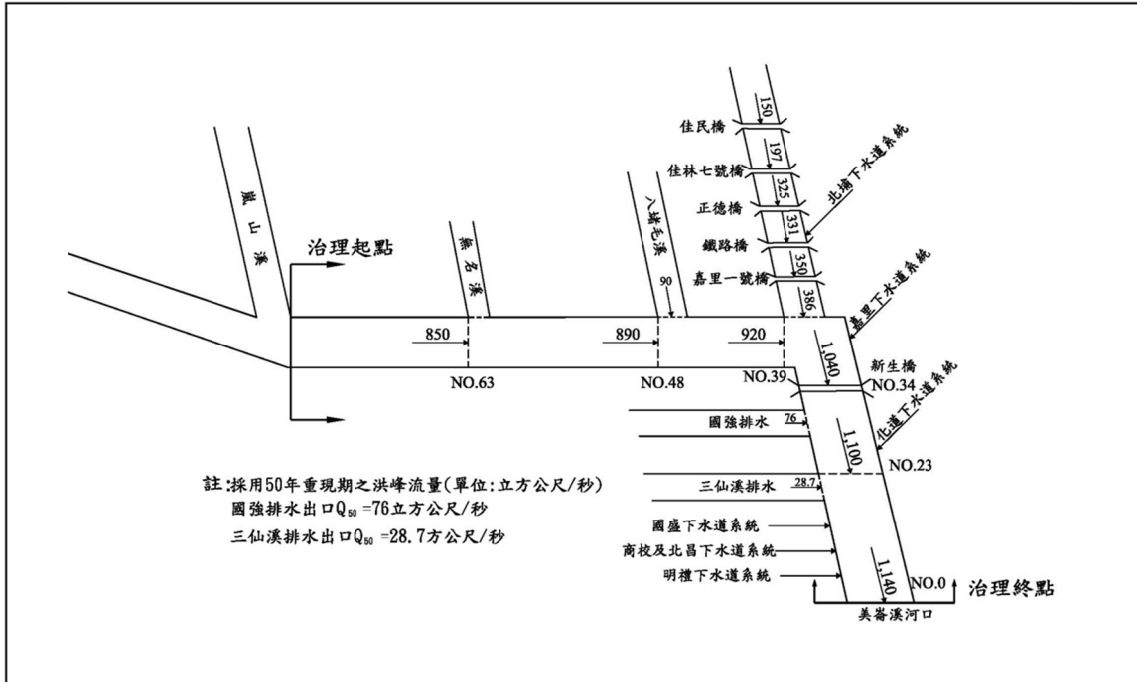 150
佳民橋
197
佳林七號橋
325
正德橋
331
鐵路橋
350
嘉里一號橋
386
北埔下水道系統
嘉里下水道系統
化道下水道系統
嵐山溪
治理起點
無名溪
八堵毛溪
90
850
890
920
1,040
NO.63
NO.48
NO.39
新生橋
NO.34
國強排水
76
1,100
NO.23
三仙溪排水
28.7
國盛下水道系統
商校及北昌下水道系統
明禮下水道系統
1,140
NO.0
治理終點
美崙溪河口
註:採用50年重現期之洪峰流量(單位:立方公尺/秒)
國強排水出口Q50 =76立方公尺/秒
三仙溪排水出口Q50 =28.7方公尺/秒